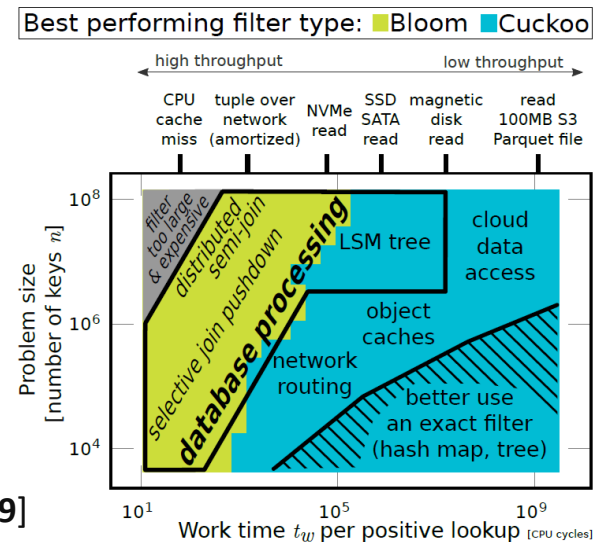 Best performing filter type: Bloom Cuckoo
high throughput
low throughput
CPU
cache
miss
tuple over
network
(amortized)
NVMe
read
SSD
SATA
read
magnetic
disk
read
read
100MB S3
Parquet file
Problem size
[number of keys n]
10^8
10^6
10^4
filter
too large
& expensive
distributed
semi-join
selective join pushdown
database processing
LSM tree
cloud
data
access
object
caches
network
routing
better use
an exact filter
(hash map, tree)
10^1
10^5
10^9
9]
Work time t_w per positive lookup [CPU cycles]